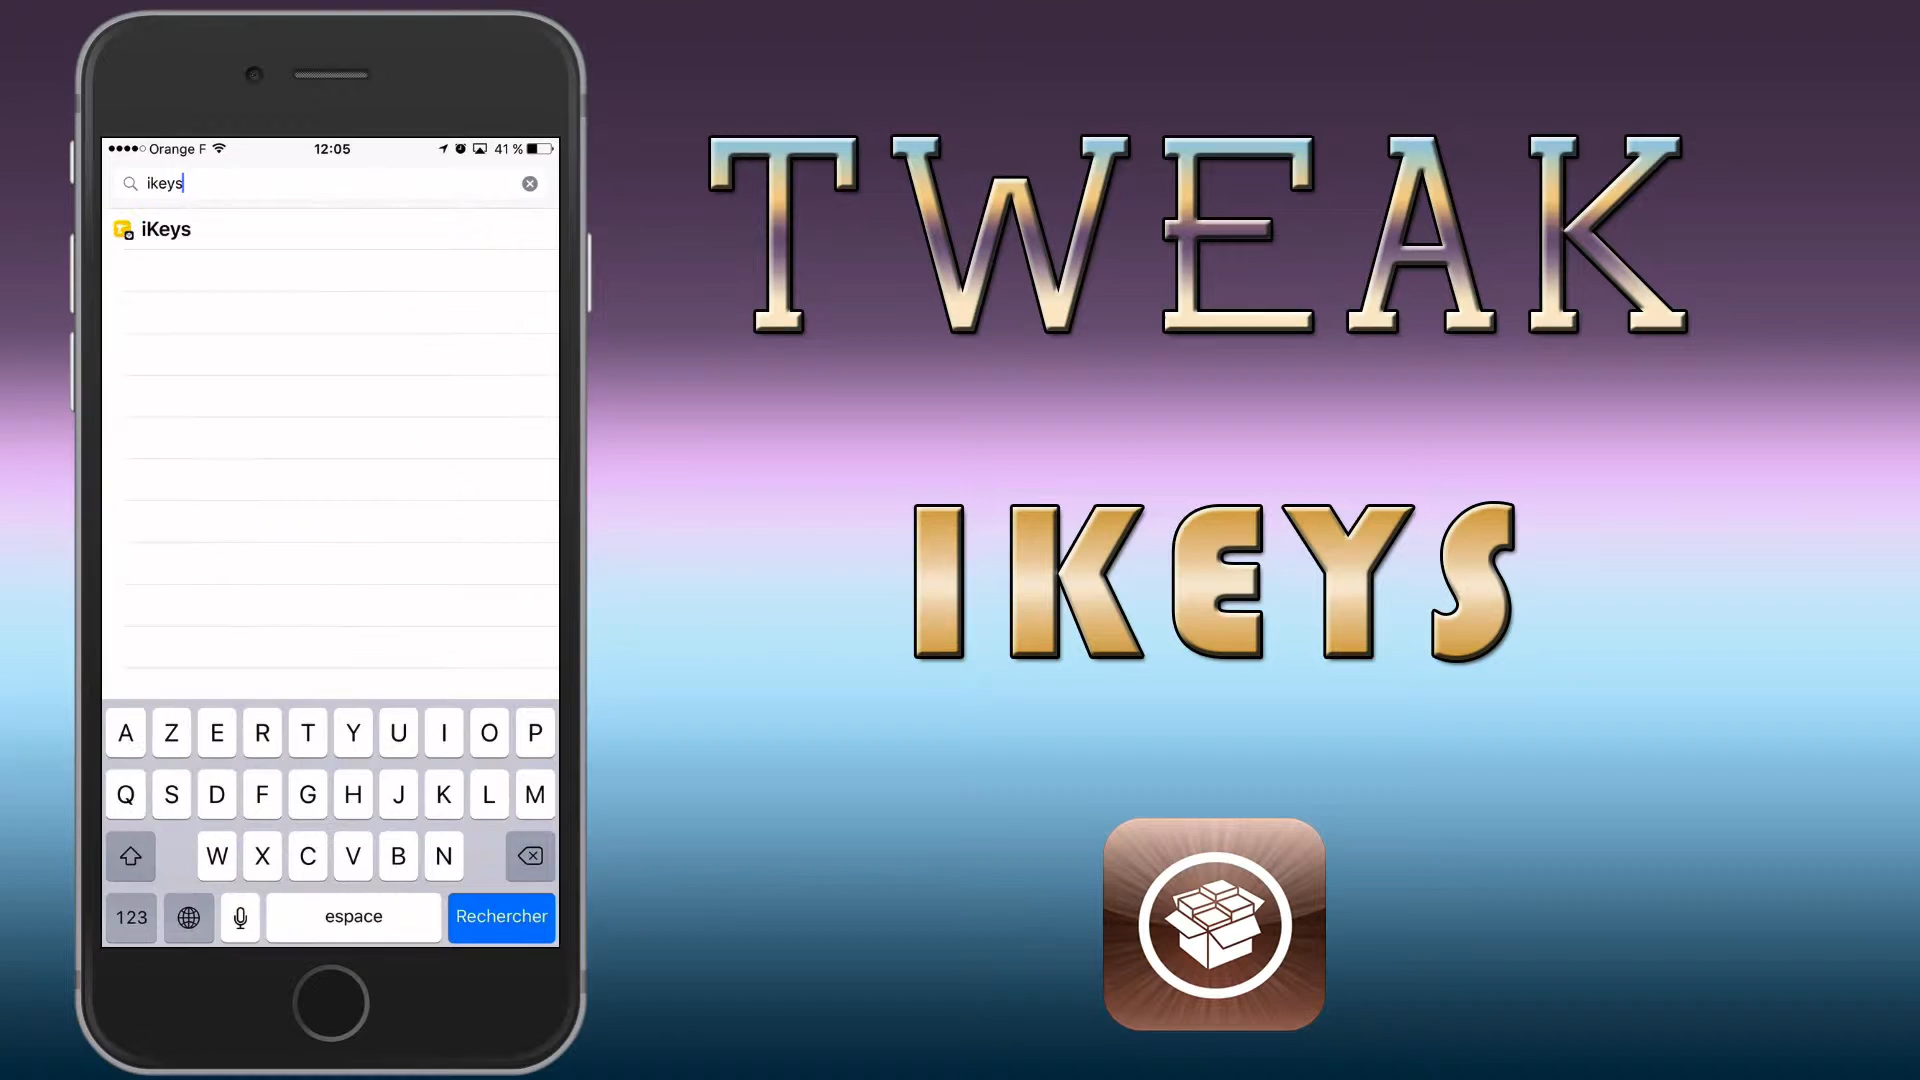 Orange F 12:05 41 %
ikeys
iKeys
A Z E R T Y U I O P
Q S D F G H J K L M
W X C V B N
123 espace Rechercher
TWEAK
IKEYS